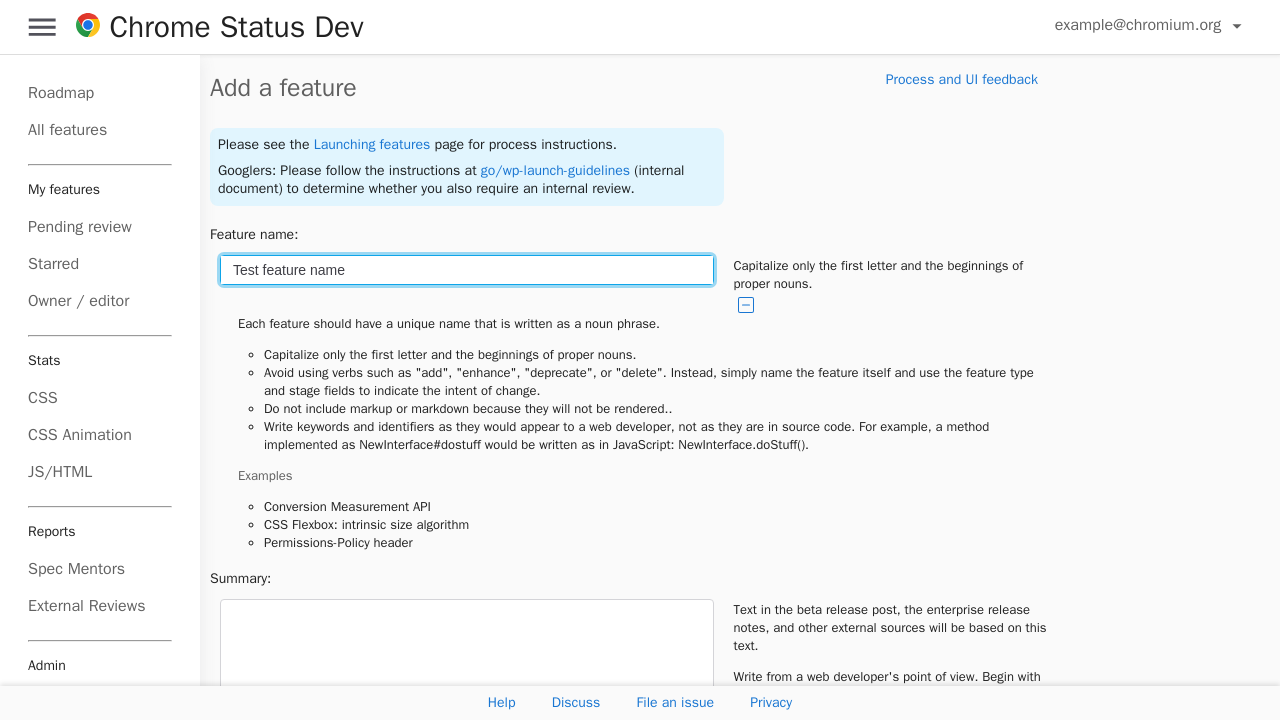 Chrome Status Dev
example@chromium.org
Roadmap
All features
My features
Pending review
Starred
Owner / editor
Stats
CSS
CSS Animation
JS/HTML
Reports
Spec Mentors
External Reviews
Admin
Add a feature
Process and UI feedback
Please see the Launching features page for process instructions.
Googlers: Please follow the instructions at go/wp-launch-guidelines (internal
document) to determine whether you also require an internal review.
Feature name:
Test feature name
Capitalize only the first letter and the beginnings of
proper nouns.
Each feature should have a unique name that is written as a noun phrase.
Capitalize only the first letter and the beginnings of proper nouns.
Avoid using verbs such as "add", "enhance", "deprecate", or "delete". Instead, simply name the feature itself and use the feature type
and stage fields to indicate the intent of change.
Do not include markup or markdown because they will not be rendered..
Write keywords and identifiers as they would appear to a web developer, not as they are in source code. For example, a method
implemented as NewInterface#dostuff would be written as in JavaScript: NewInterface.doStuff().
Examples
Conversion Measurement API
CSS Flexbox: intrinsic size algorithm
Permissions-Policy header
Summary:
Text in the beta release post, the enterprise release
notes, and other external sources will be based on this
text.
Write from a web developer's point of view. Begin with
Help
Discuss
File an issue
Privacy